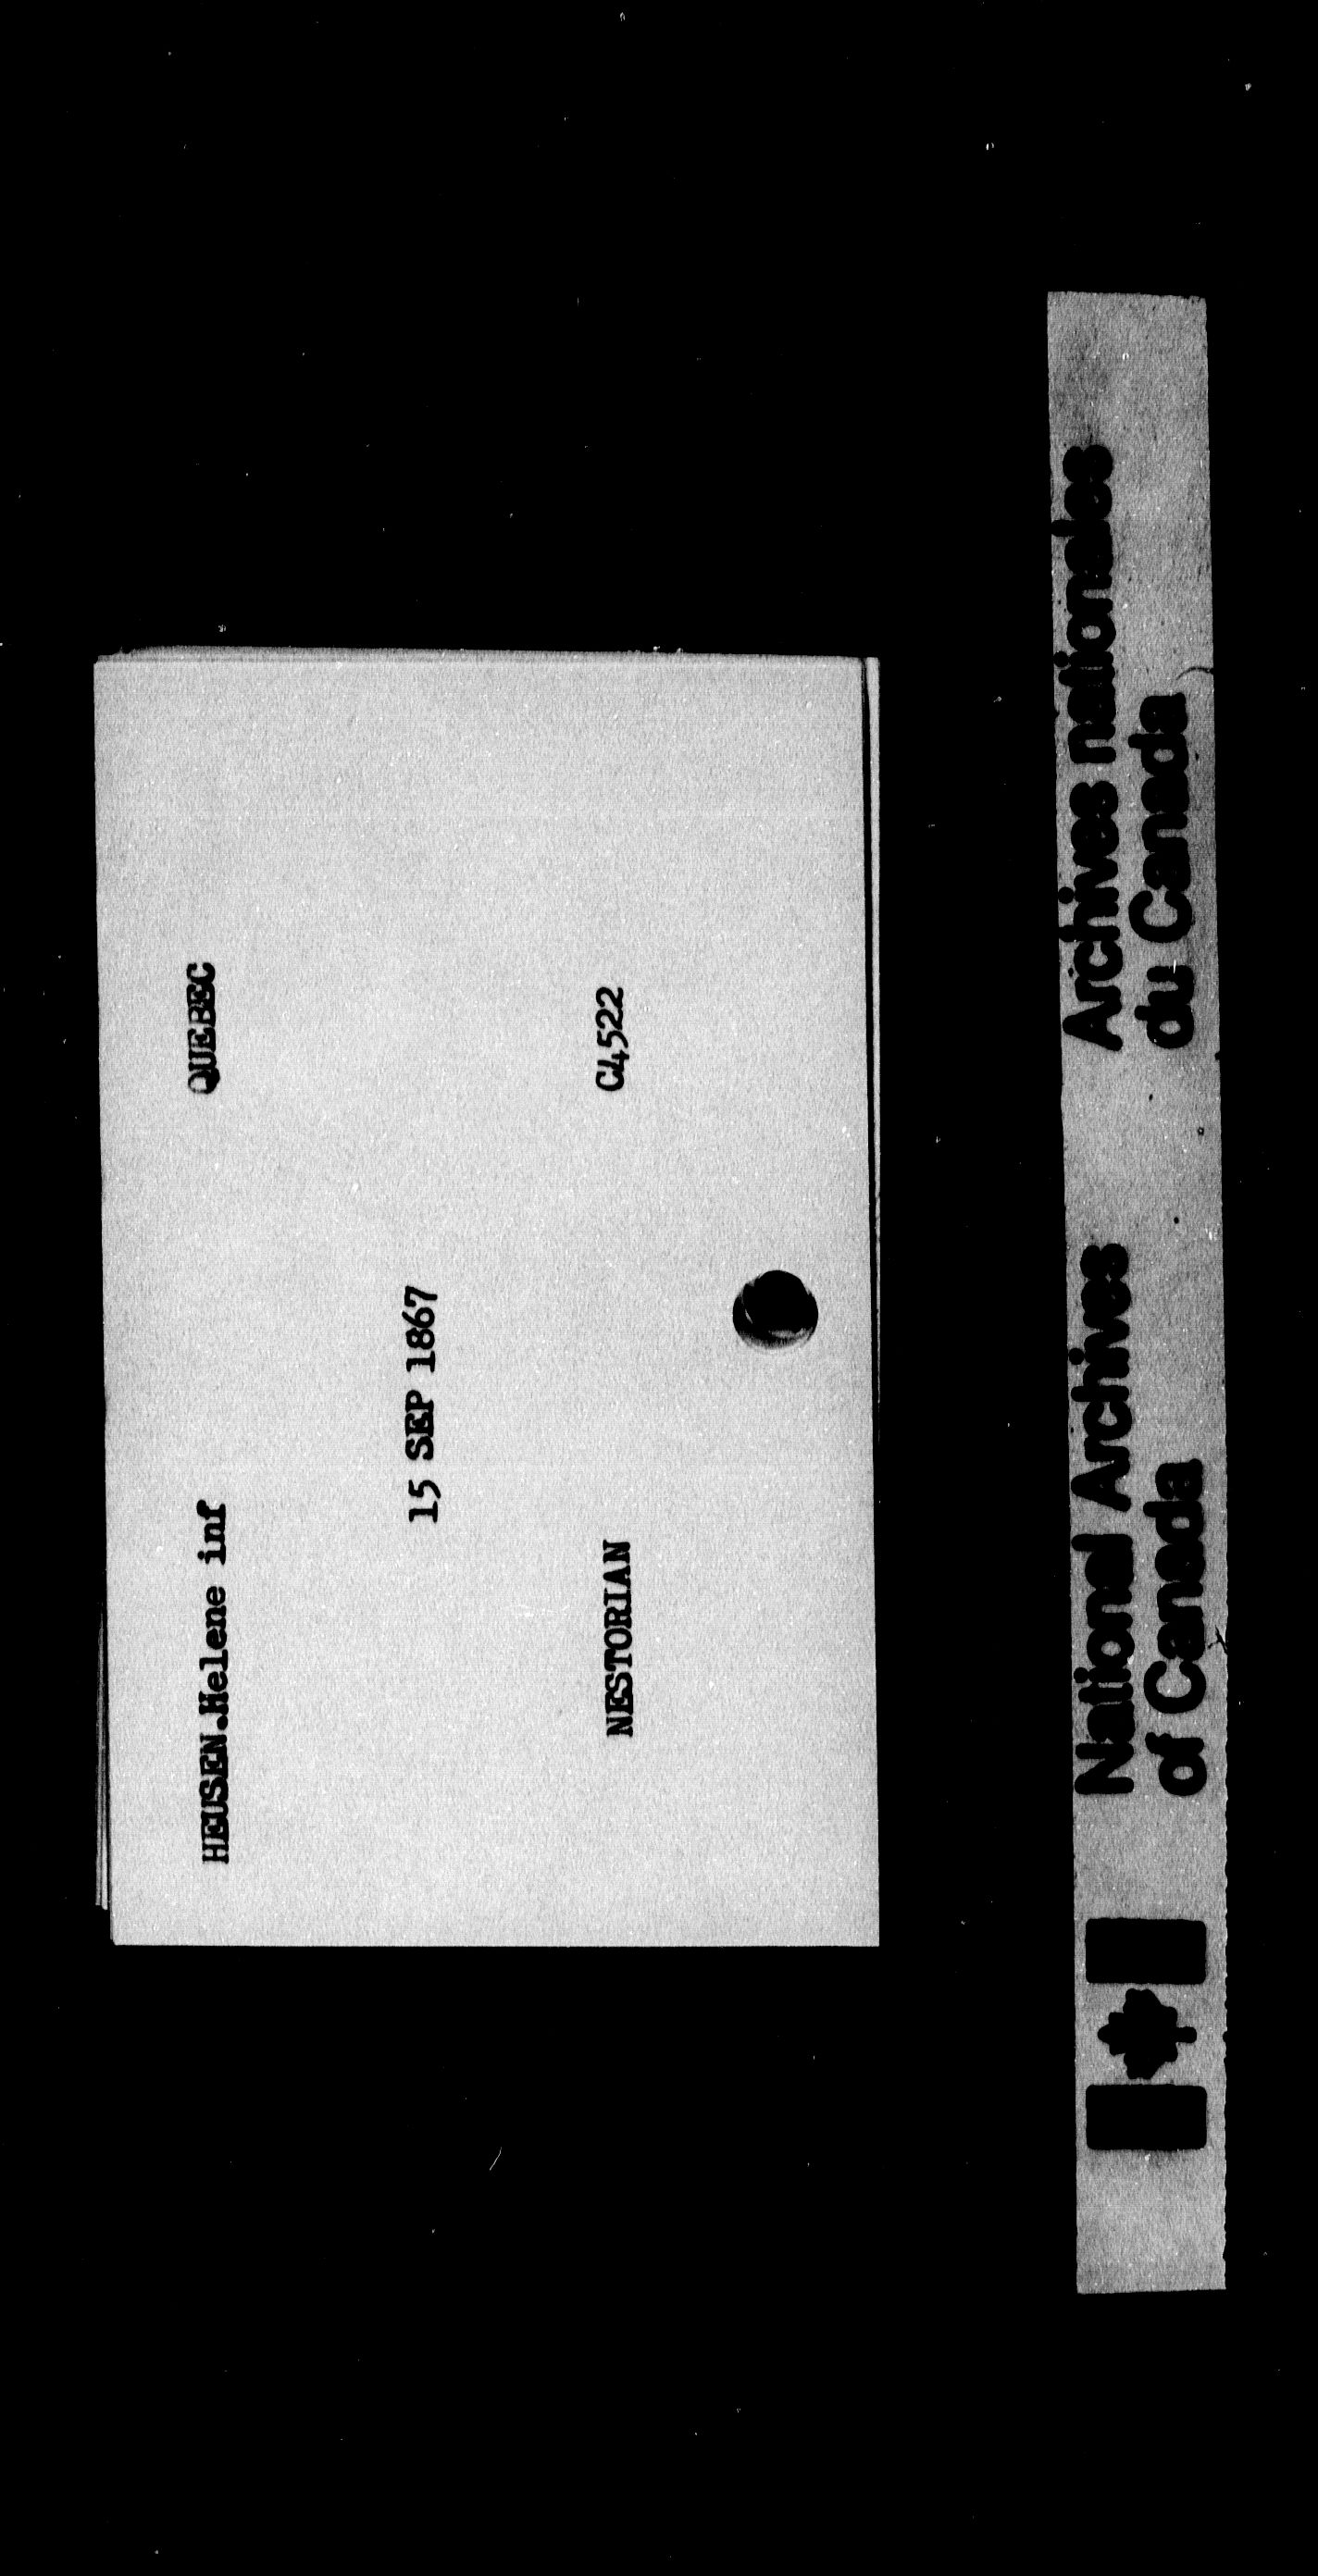 HEUSEN.Helene inf QUEBEC
15 SEP 1867
NESTORIAN C4522
National Archives Archives nationales
of Canada du Canada